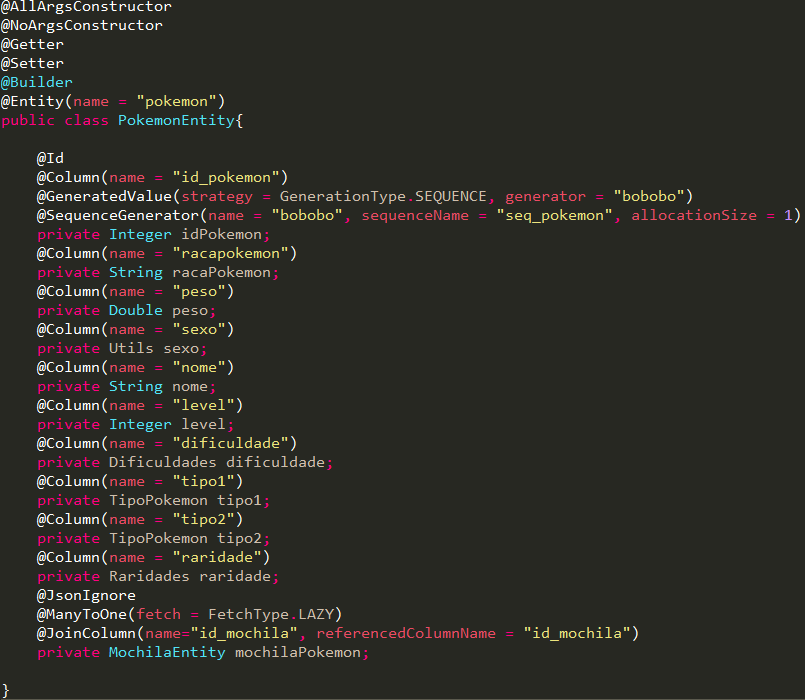 @AllArgsConstructor
@NoArgsConstructor
@Getter
@Setter
@Builder
@Entity(name = "pokemon")
public class PokemonEntity{
@Id
@Column(name = "id_pokemon")
@GeneratedValue(strategy = GenerationType.SEQUENCE, generator = "bobobo")
@SequenceGenerator(name = "bobobo", sequenceName = "seq_pokemon", allocationSize = 1)
private Integer idPokemon;
@Column(name = "racapokemon")
private String racaPokemon;
@Column(name = "peso")
private Double peso;
@Column(name = "sexo")
private Utils sexo;
@Column(name = "nome")
private String nome;
@Column(name = "level")
private Integer level;
@Column(name = "dificuldade")
private Dificuldades dificuldade;
@Column(name = "tipo1")
private TipoPokemon tipo1;
@Column(name = "tipo2")
private TipoPokemon tipo2;
@Column(name = "raridade")
private Raridades raridade;
@JsonIgnore
@ManyToOne(fetch = FetchType.LAZY)
@JoinColumn(name="id_mochila", referencedColumnName = "id_mochila")
private MochilaEntity mochilaPokemon;
}